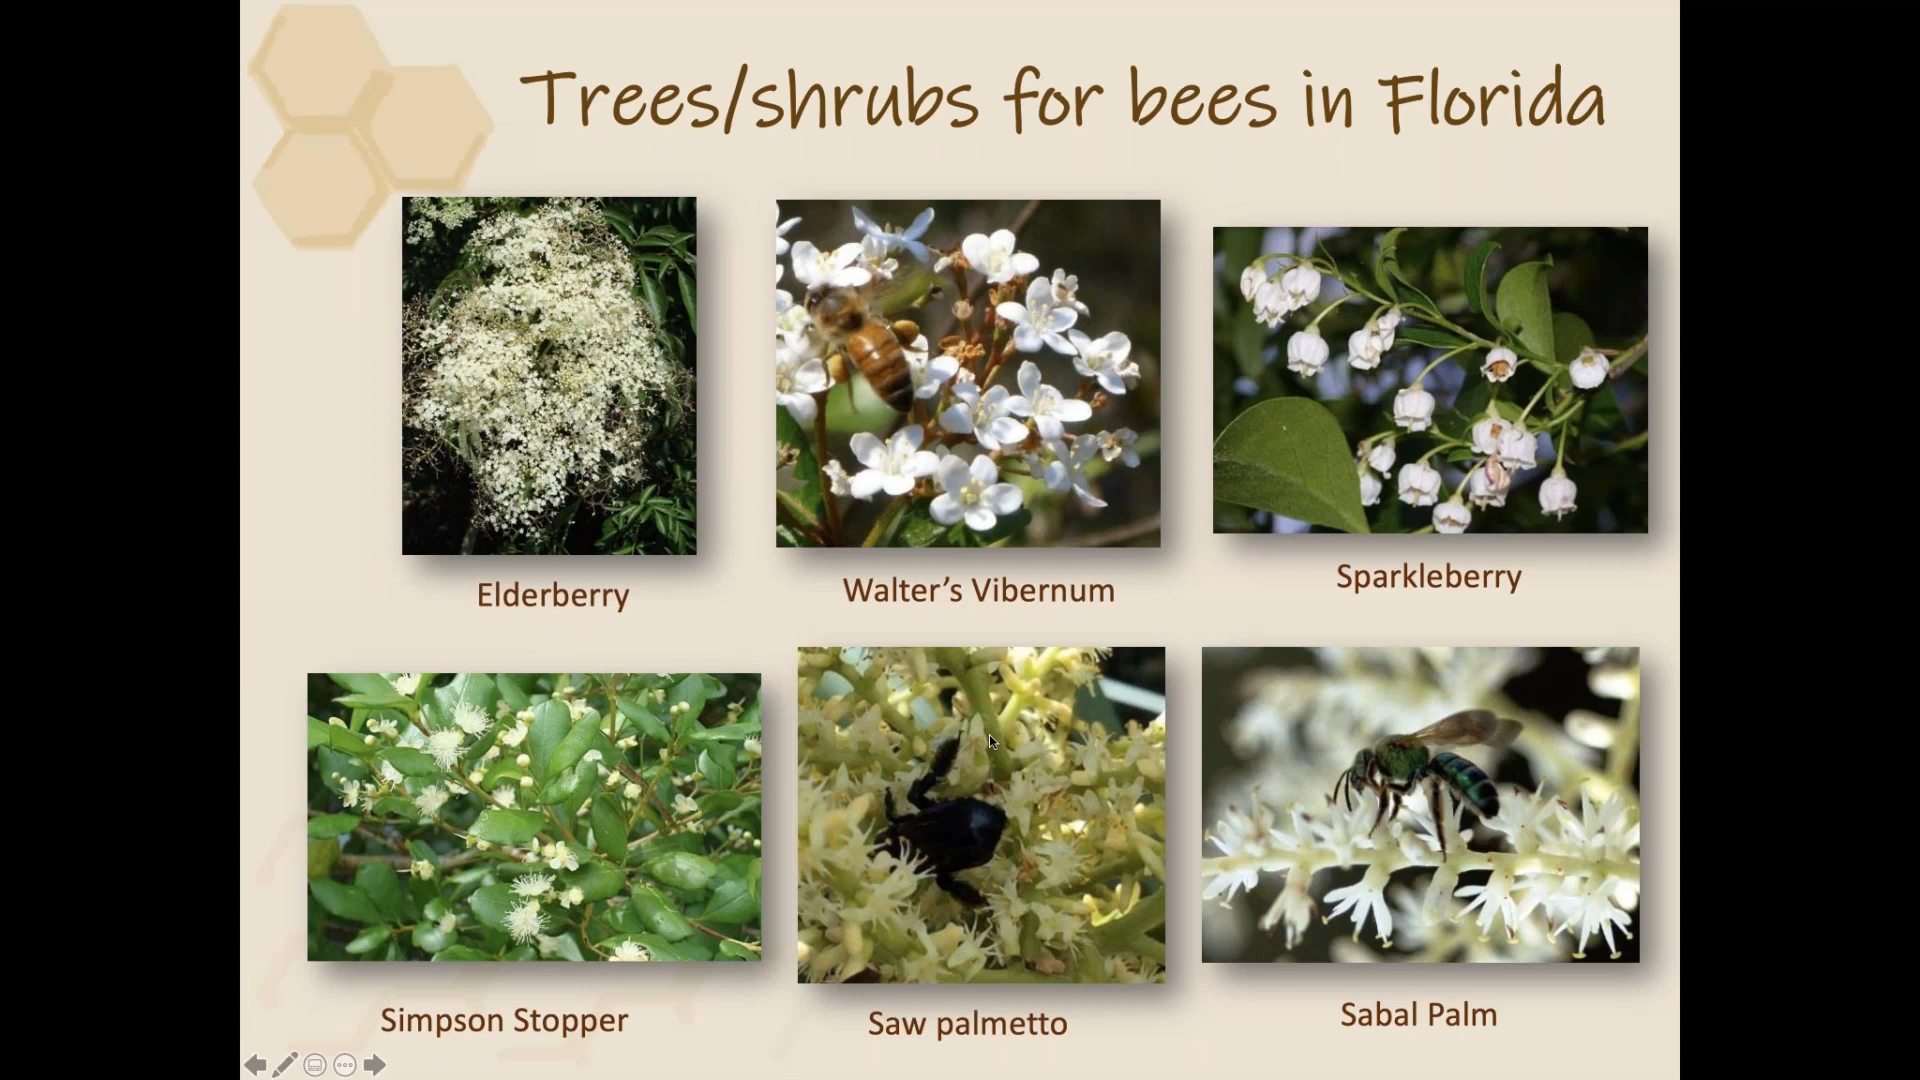 Trees/shrubs for bees in Florida
Elderberry
Walter's Vibernum
Sparkleberry
Simpson Stopper
Saw palmetto
Sabal Palm